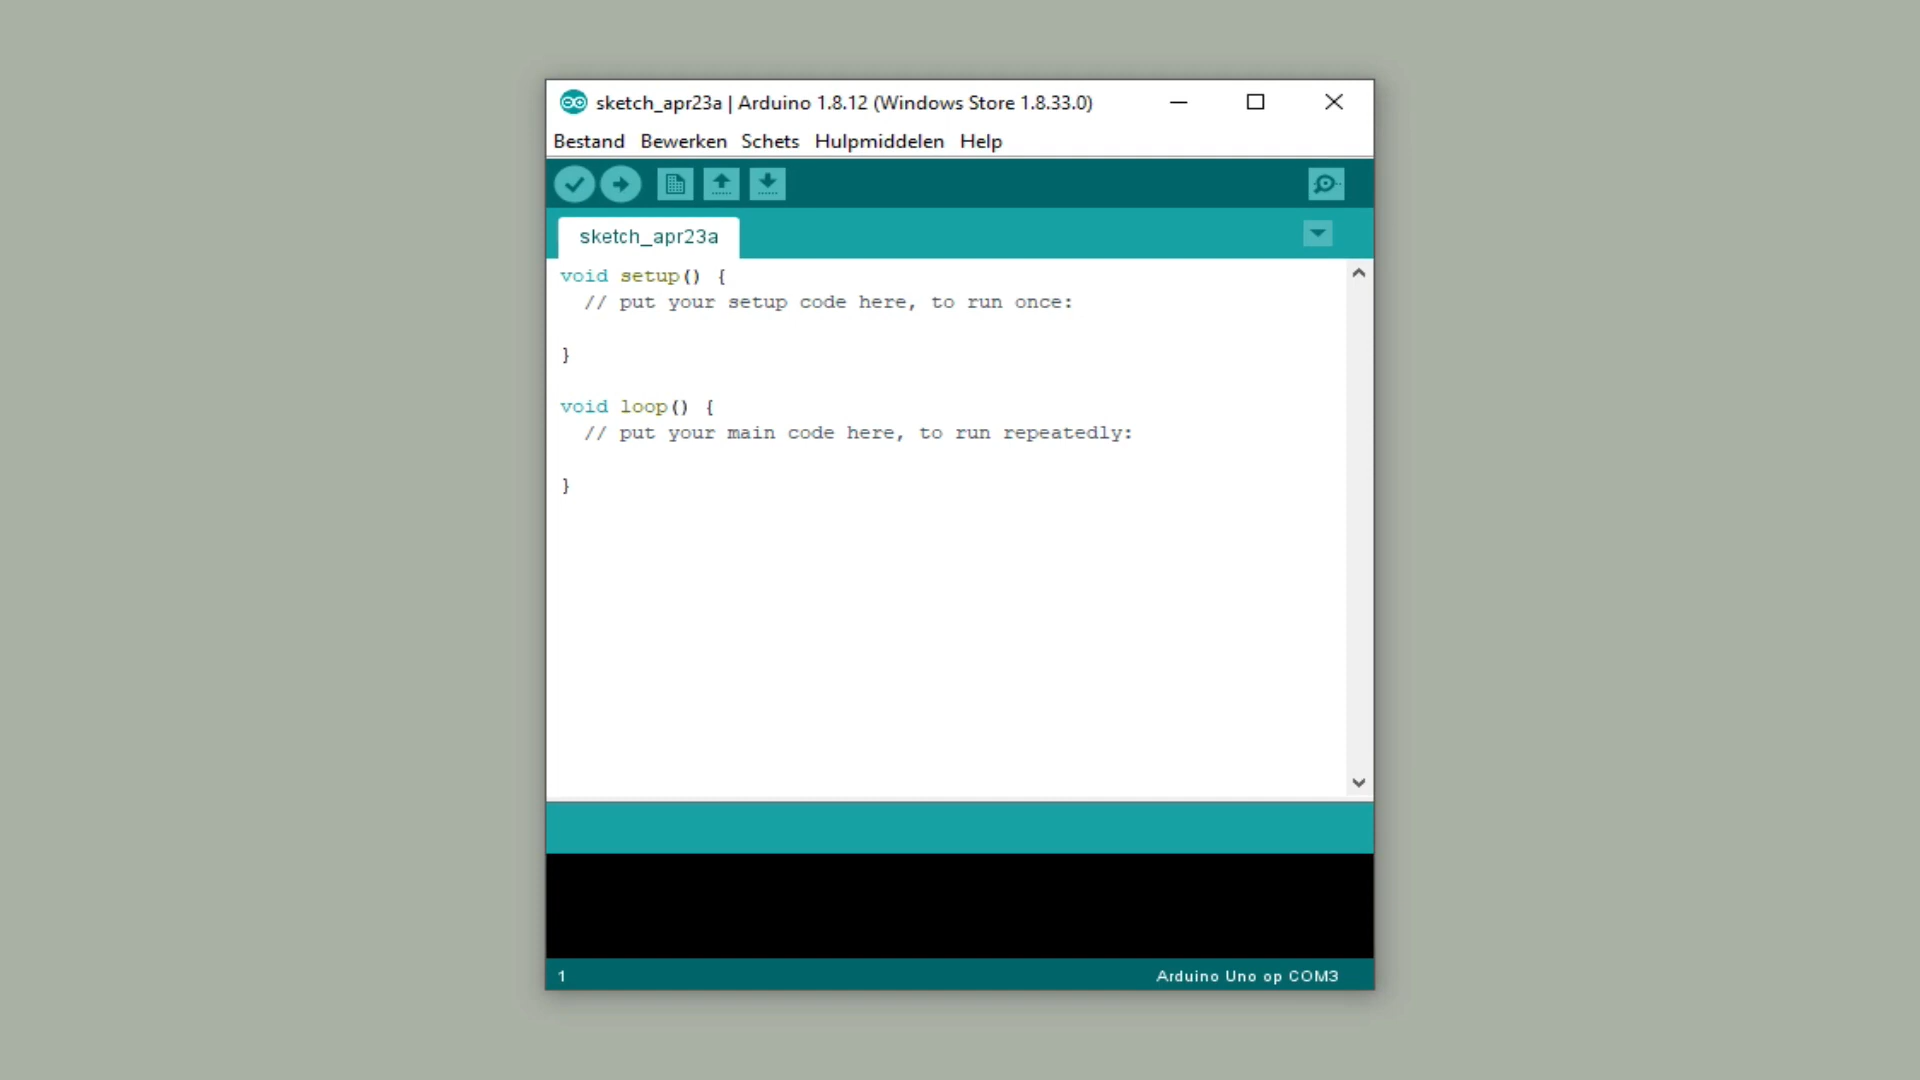 sketch_apr23a | Arduino 1.8.12 (Windows Store 1.8.33.0)
Bestand Bewerken Schets Hulpmiddelen Help
sketch_apr23a
void setup() {
  // put your setup code here, to run once:
}
void loop() {
  // put your main code here, to run repeatedly:
}
1 Arduino Uno op COM3